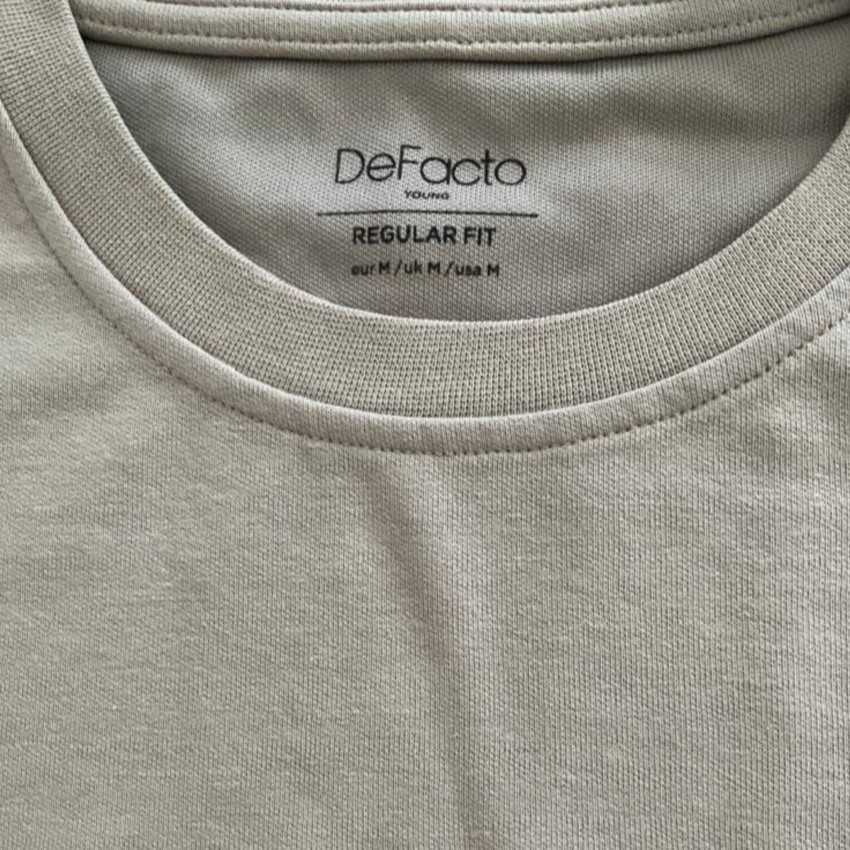 DeFacto
YOUNG
REGULAR FIT
eur M / uk M / usa M